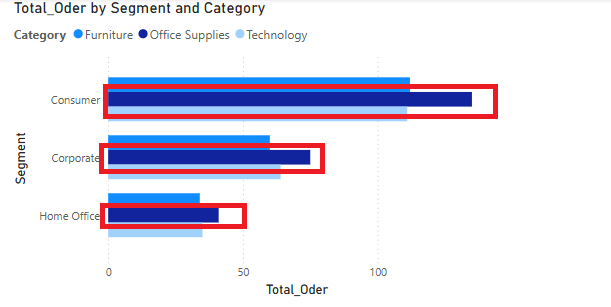 Total_Oder by Segment and Category
Category Furniture Office Supplies Technology
Segment
Consumer
Corporate
Home Office
0 50 100
Total_Oder